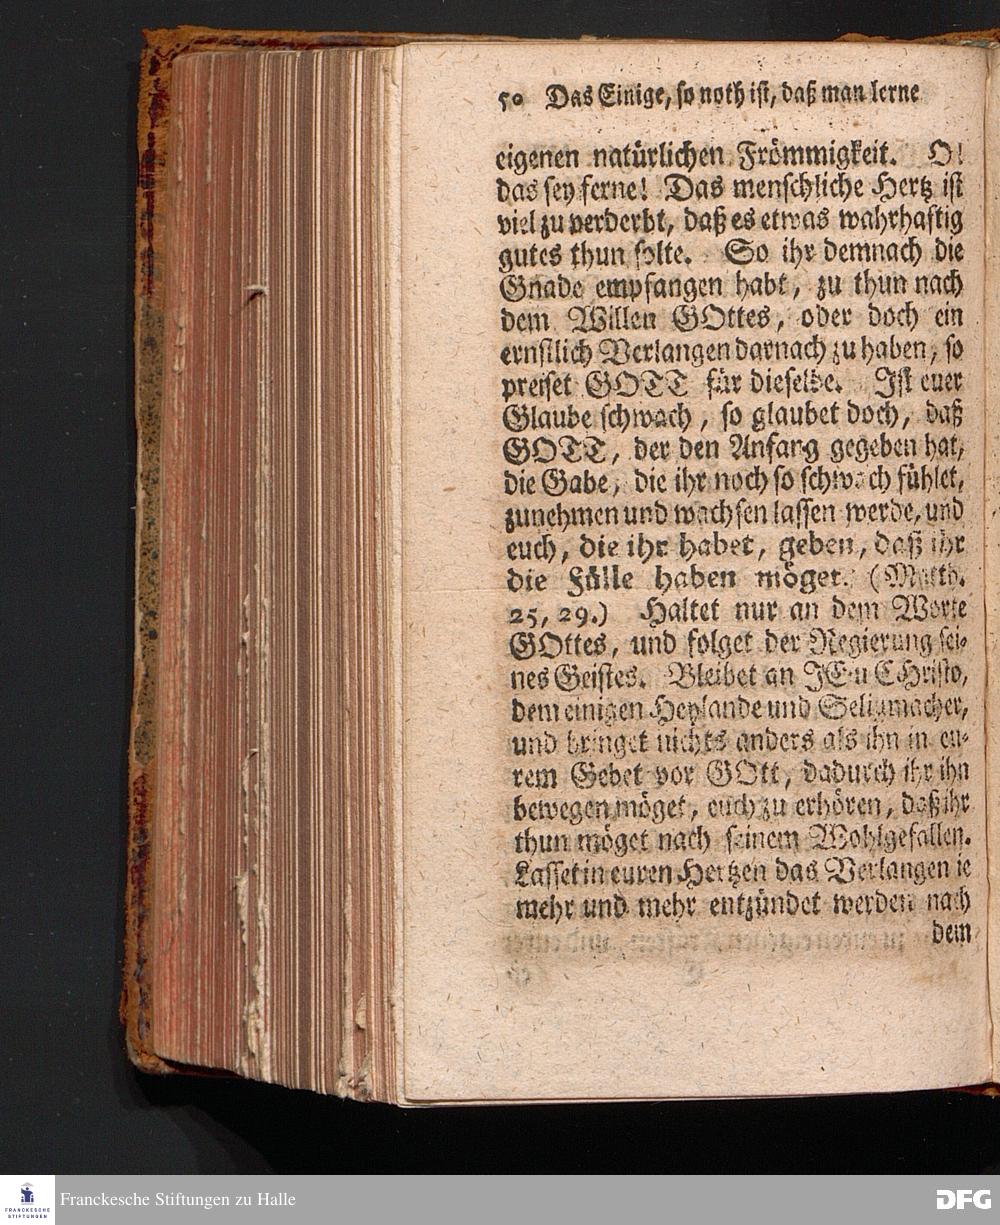 50 Das Einige, so noth ist, daß man lerne
eigenen natürlichen Frömmigkeit. O!
das sey ferne! Das menschliche Hertz ist
viel zu verderbt, daß es etwas wahrhaftig
gutes thun solte. So ihr demnach die
Gnade empfangen habt, zu thun nach
dem Willen GOttes, oder doch ein
ernstlich Verlangen darnach zu haben, so
preiset GOTT für dieselbe. Ist euer
Glaube schwach, so glaubet doch, daß
GOTT, der den Anfang gegeben hat,
die Gabe, die ihr noch so schwach fühlet,
zunehmen und wachsen lassen werde, und
euch, die ihr habet, geben, daß ihr
die Fülle haben möget. (Matth.
25, 29.) Haltet nur an dem Worte
GOttes, und folget der Regierung sei-
nes Geistes. Bleibet an JEsu CHristo,
dem einigen Heylande und Seligmacher,
und bringet nichts anders als ihn in eu-
rem Gebet vor GOtt, dadurch ihr ihn
bewegen möget, euch zu erhören, daß ihr
thun möget nach seinem Wohlgefallen.
Lasset in euren Hertzen das Verlangen ie
mehr und mehr entzündet werden nach
dem
FRANCKESCHE
STIFTUNGEN
Franckesche Stiftungen zu Halle
DFG